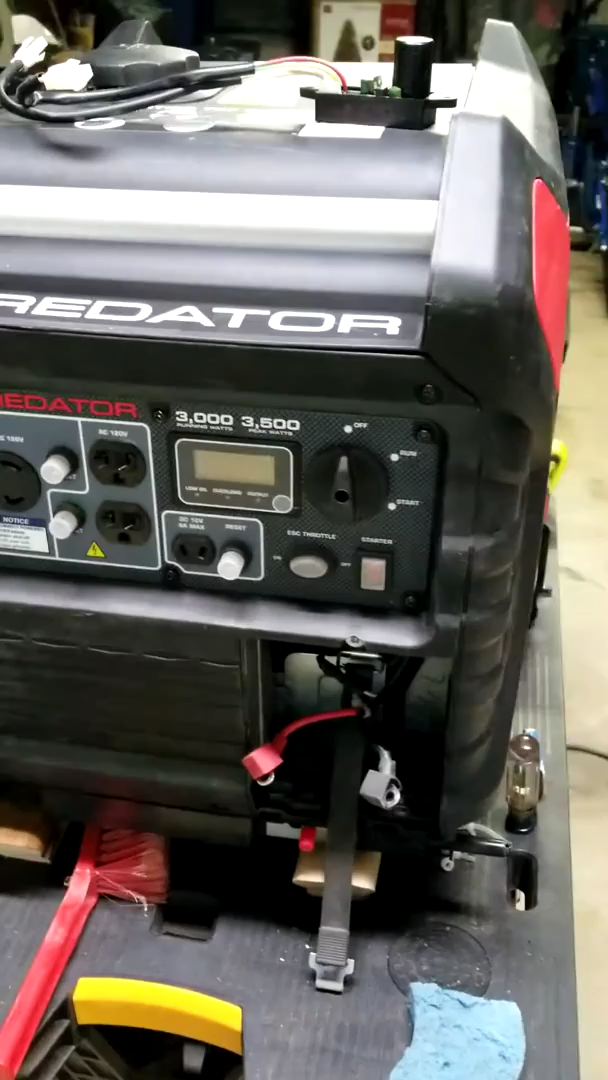 REDATOR
REDATOR
3,000 3,500
RUNNING WATTS PEAK WATTS
OFF
RUN
START
AC 120V
LOW OIL OVERLOAD OUTPUT
DC 12V
8A MAX
RESET
ESC THROTTLE
ON
OFF
STARTER
NOTICE